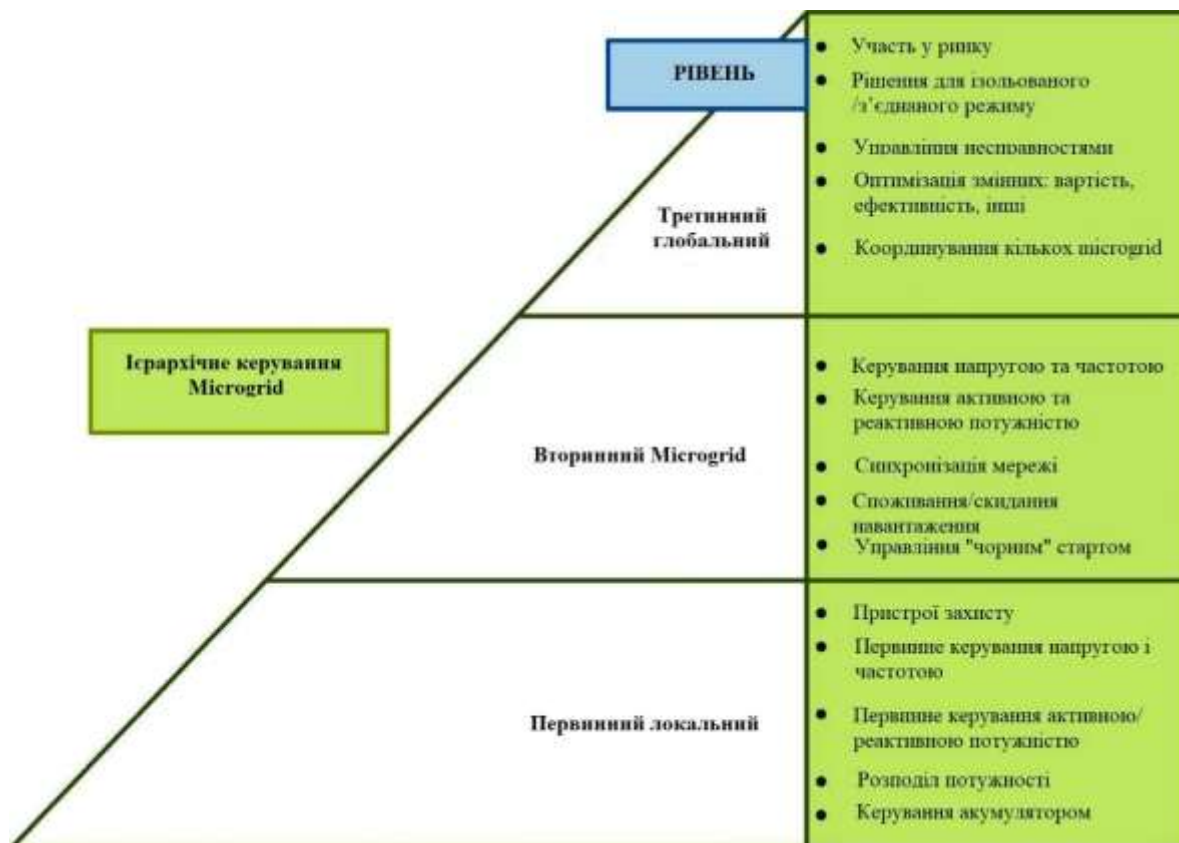 РІВЕНЬ
● Участь у ринку
● Рішення для ізольованого
/з’єднаного режиму
● Управління несправностями
● Оптимізація змінних: вартість,
ефективність, інші
● Координування кількох microgrid
Третинний
глобальний
Ієрархічне керування
Microgrid
● Керування напругою та частотою
● Керування активною та
реактивною потужністю
● Синхронізація мережі
● Споживання/скидання
навантаження
● Управління "чорним" стартом
Вторинний Microgrid
● Пристрої захисту
● Первинне керування напругою і
частотою
● Первинне керування активною/
реактивною потужністю
● Розподіл потужності
● Керування акумулятором
Первинний локальний